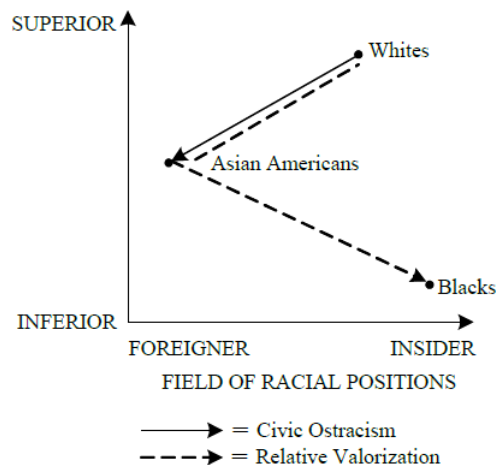 SUPERIOR
Whites
Asian Americans
Blacks
INFERIOR
FOREIGNER INSIDER
FIELD OF RACIAL POSITIONS
= Civic Ostracism
= Relative Valorization